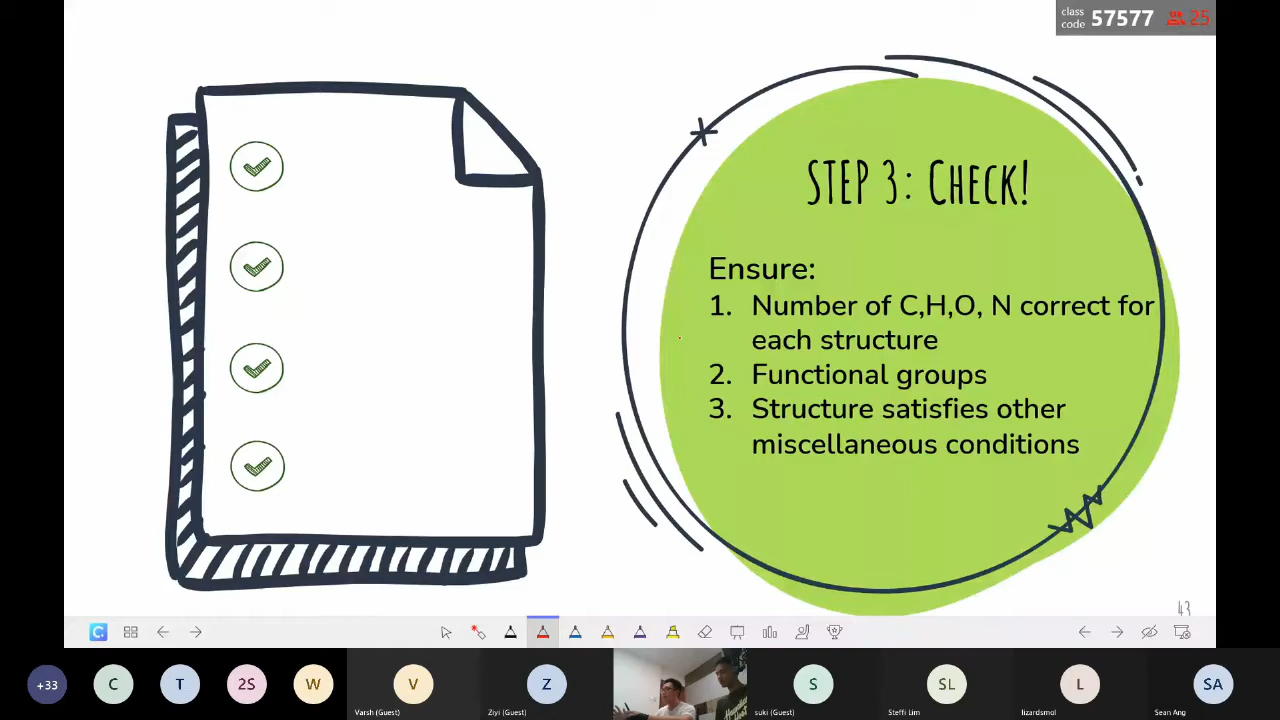 class
code 57577 25
STEP 3: CHECK!
Ensure:
1. Number of C,H,O, N correct for
each structure
2. Functional groups
3. Structure satisfies other
miscellaneous conditions
43
C
+33 C T 2S W V Z S SL L SA
Varsh (Guest) Ziyi (Guest) suki (Guest) Steffi Lim lizardsmol Sean Ang